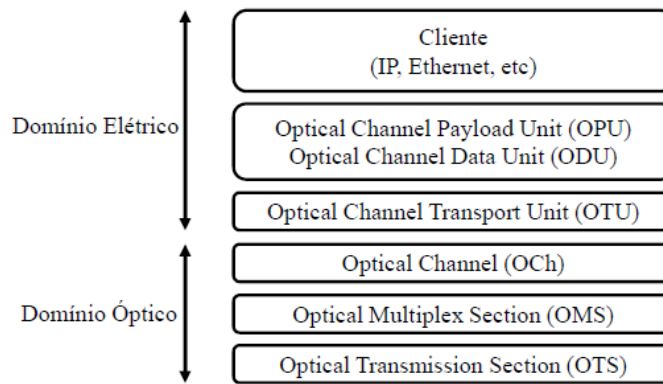 Cliente
(IP, Ethernet, etc)
Domínio Elétrico
Optical Channel Payload Unit (OPU)
Optical Channel Data Unit (ODU)
Optical Channel Transport Unit (OTU)
Optical Channel (OCh)
Domínio Óptico
Optical Multiplex Section (OMS)
Optical Transmission Section (OTS)